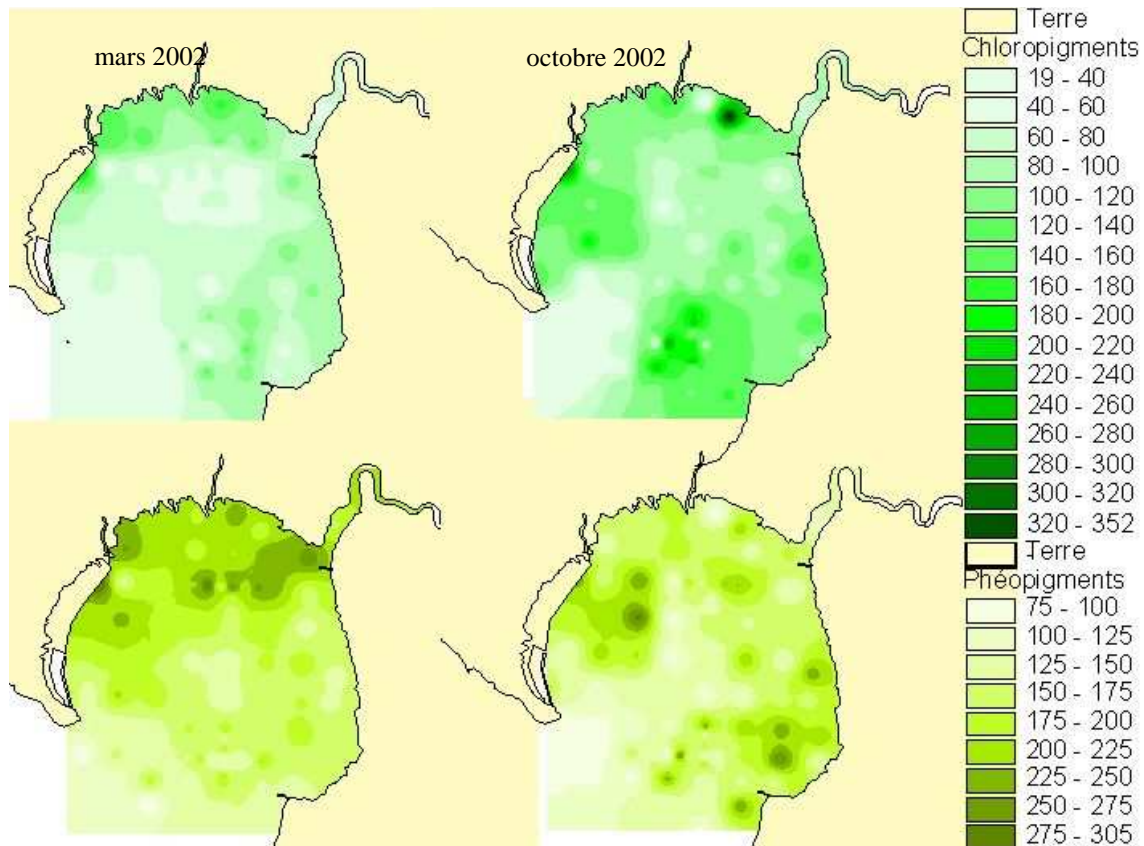 mars 2002
octobre 2002
Terre
Chloropigments
19 - 40
40 - 60
60 - 80
80 - 100
100 - 120
120 - 140
140 - 160
160 - 180
180 - 200
200 - 220
220 - 240
240 - 260
260 - 280
280 - 300
300 - 320
320 - 352
Terre
Phéopigments
75 - 100
100 - 125
125 - 150
150 - 175
175 - 200
200 - 225
225 - 250
250 - 275
275 - 305